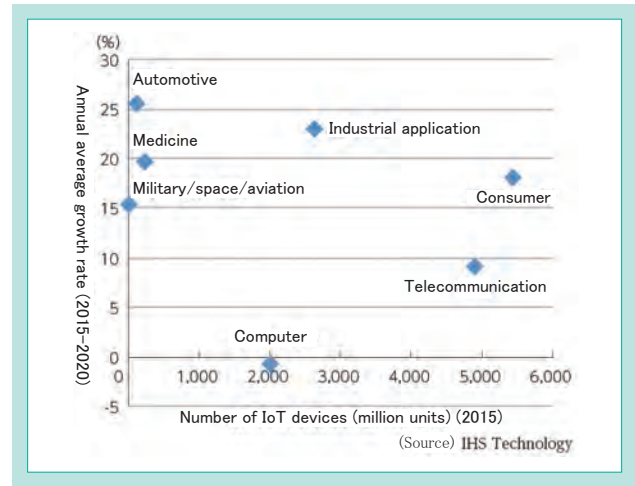 (%)
30
Automotive
25
Industrial application
Medicine
20
Military/space/aviation
Consumer
15
10
Telecommunication
5
Computer
0
0 1,000 2,000 3,000 4,000 5,000 6,000
-5
Annual average growth rate (2015-2020)
Number of IoT devices (million units) (2015)
(Source) IHS Technology